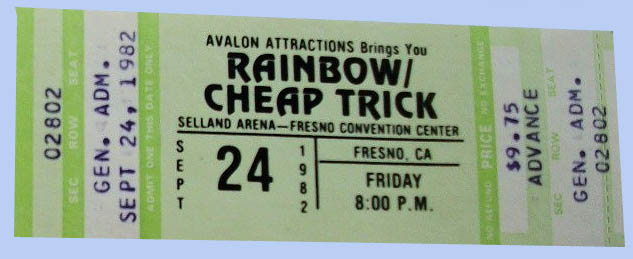 02802
SEC ROW SEAT
GEN. ADM.
SEPT 24, 1982
ADMIT ONE THIS DATE ONLY
AVALON ATTRACTIONS Brings You
RAINBOW/
CHEAP TRICK
SELLAND ARENA—FRESNO CONVENTION CENTER
SEPT
24
1982
FRESNO, CA
FRIDAY
8:00 P.M.
NO REFUND PRICE NO EXCHANGE
$9.75
ADVANCE
SEC ROW SEAT
GEN. ADM.
02802